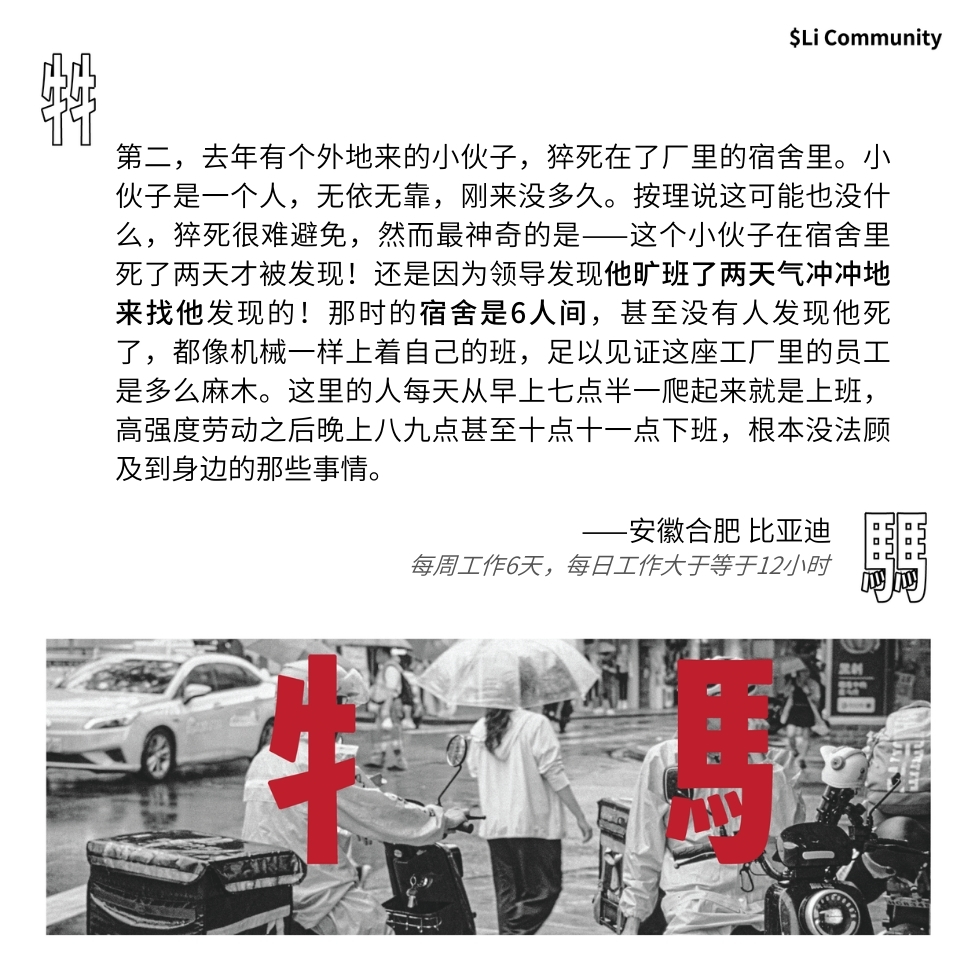 $Li Community
牜牜
第二，去年有个外地来的小伙子，猝死在了厂里的宿舍里。小
伙子是一个人，无依无靠，刚来没多久。按理说这可能也没什
么，猝死很难避免，然而最神奇的是——这个小伙子在宿舍里
死了两天才被发现！还是因为领导发现他旷班了两天气冲冲地
来找他发现的！那时的宿舍是6人间，甚至没有人发现他死
了，都像机械一样上着自己的班，足以见证这座工厂里的员工
是多么麻木。这里的人每天从早上七点半一爬起来就是上班，
高强度劳动之后晚上八九点甚至十点十一点下班，根本没法顾
及到身边的那些事情。
——安徽合肥 比亚迪
每周工作6天，每日工作大于等于12小时
馬馬
牜 馬